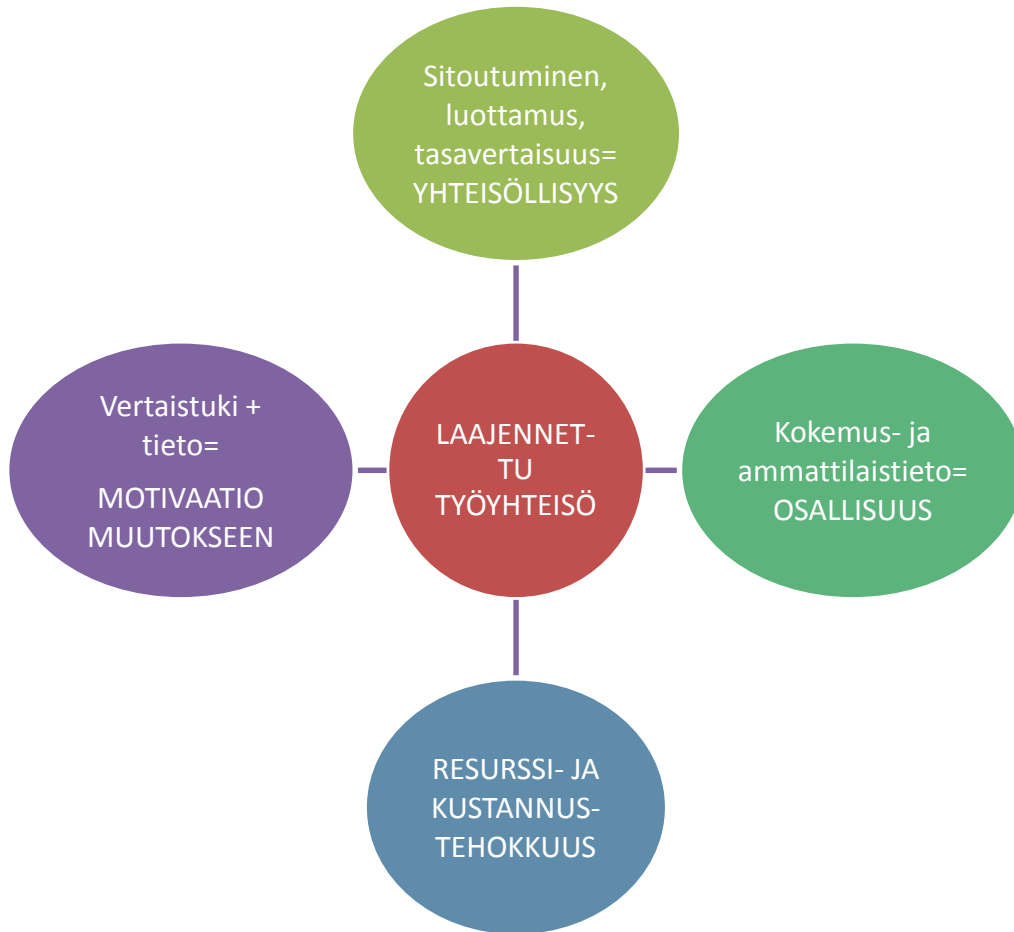 Sitoutuminen,
luottamus,
tasavertaisuus=
YHTEISÖLLISYYS
Vertaistuki +
tieto=
MOTIVAATIO
MUUTOKSEEN
LAAJENNET-
TU
TYÖYHTEISÖ
Kokemus- ja
ammattilaistieto=
OSALLISUUS
RESURSSI- JA
KUSTANNUS-
TEHOKKUUS